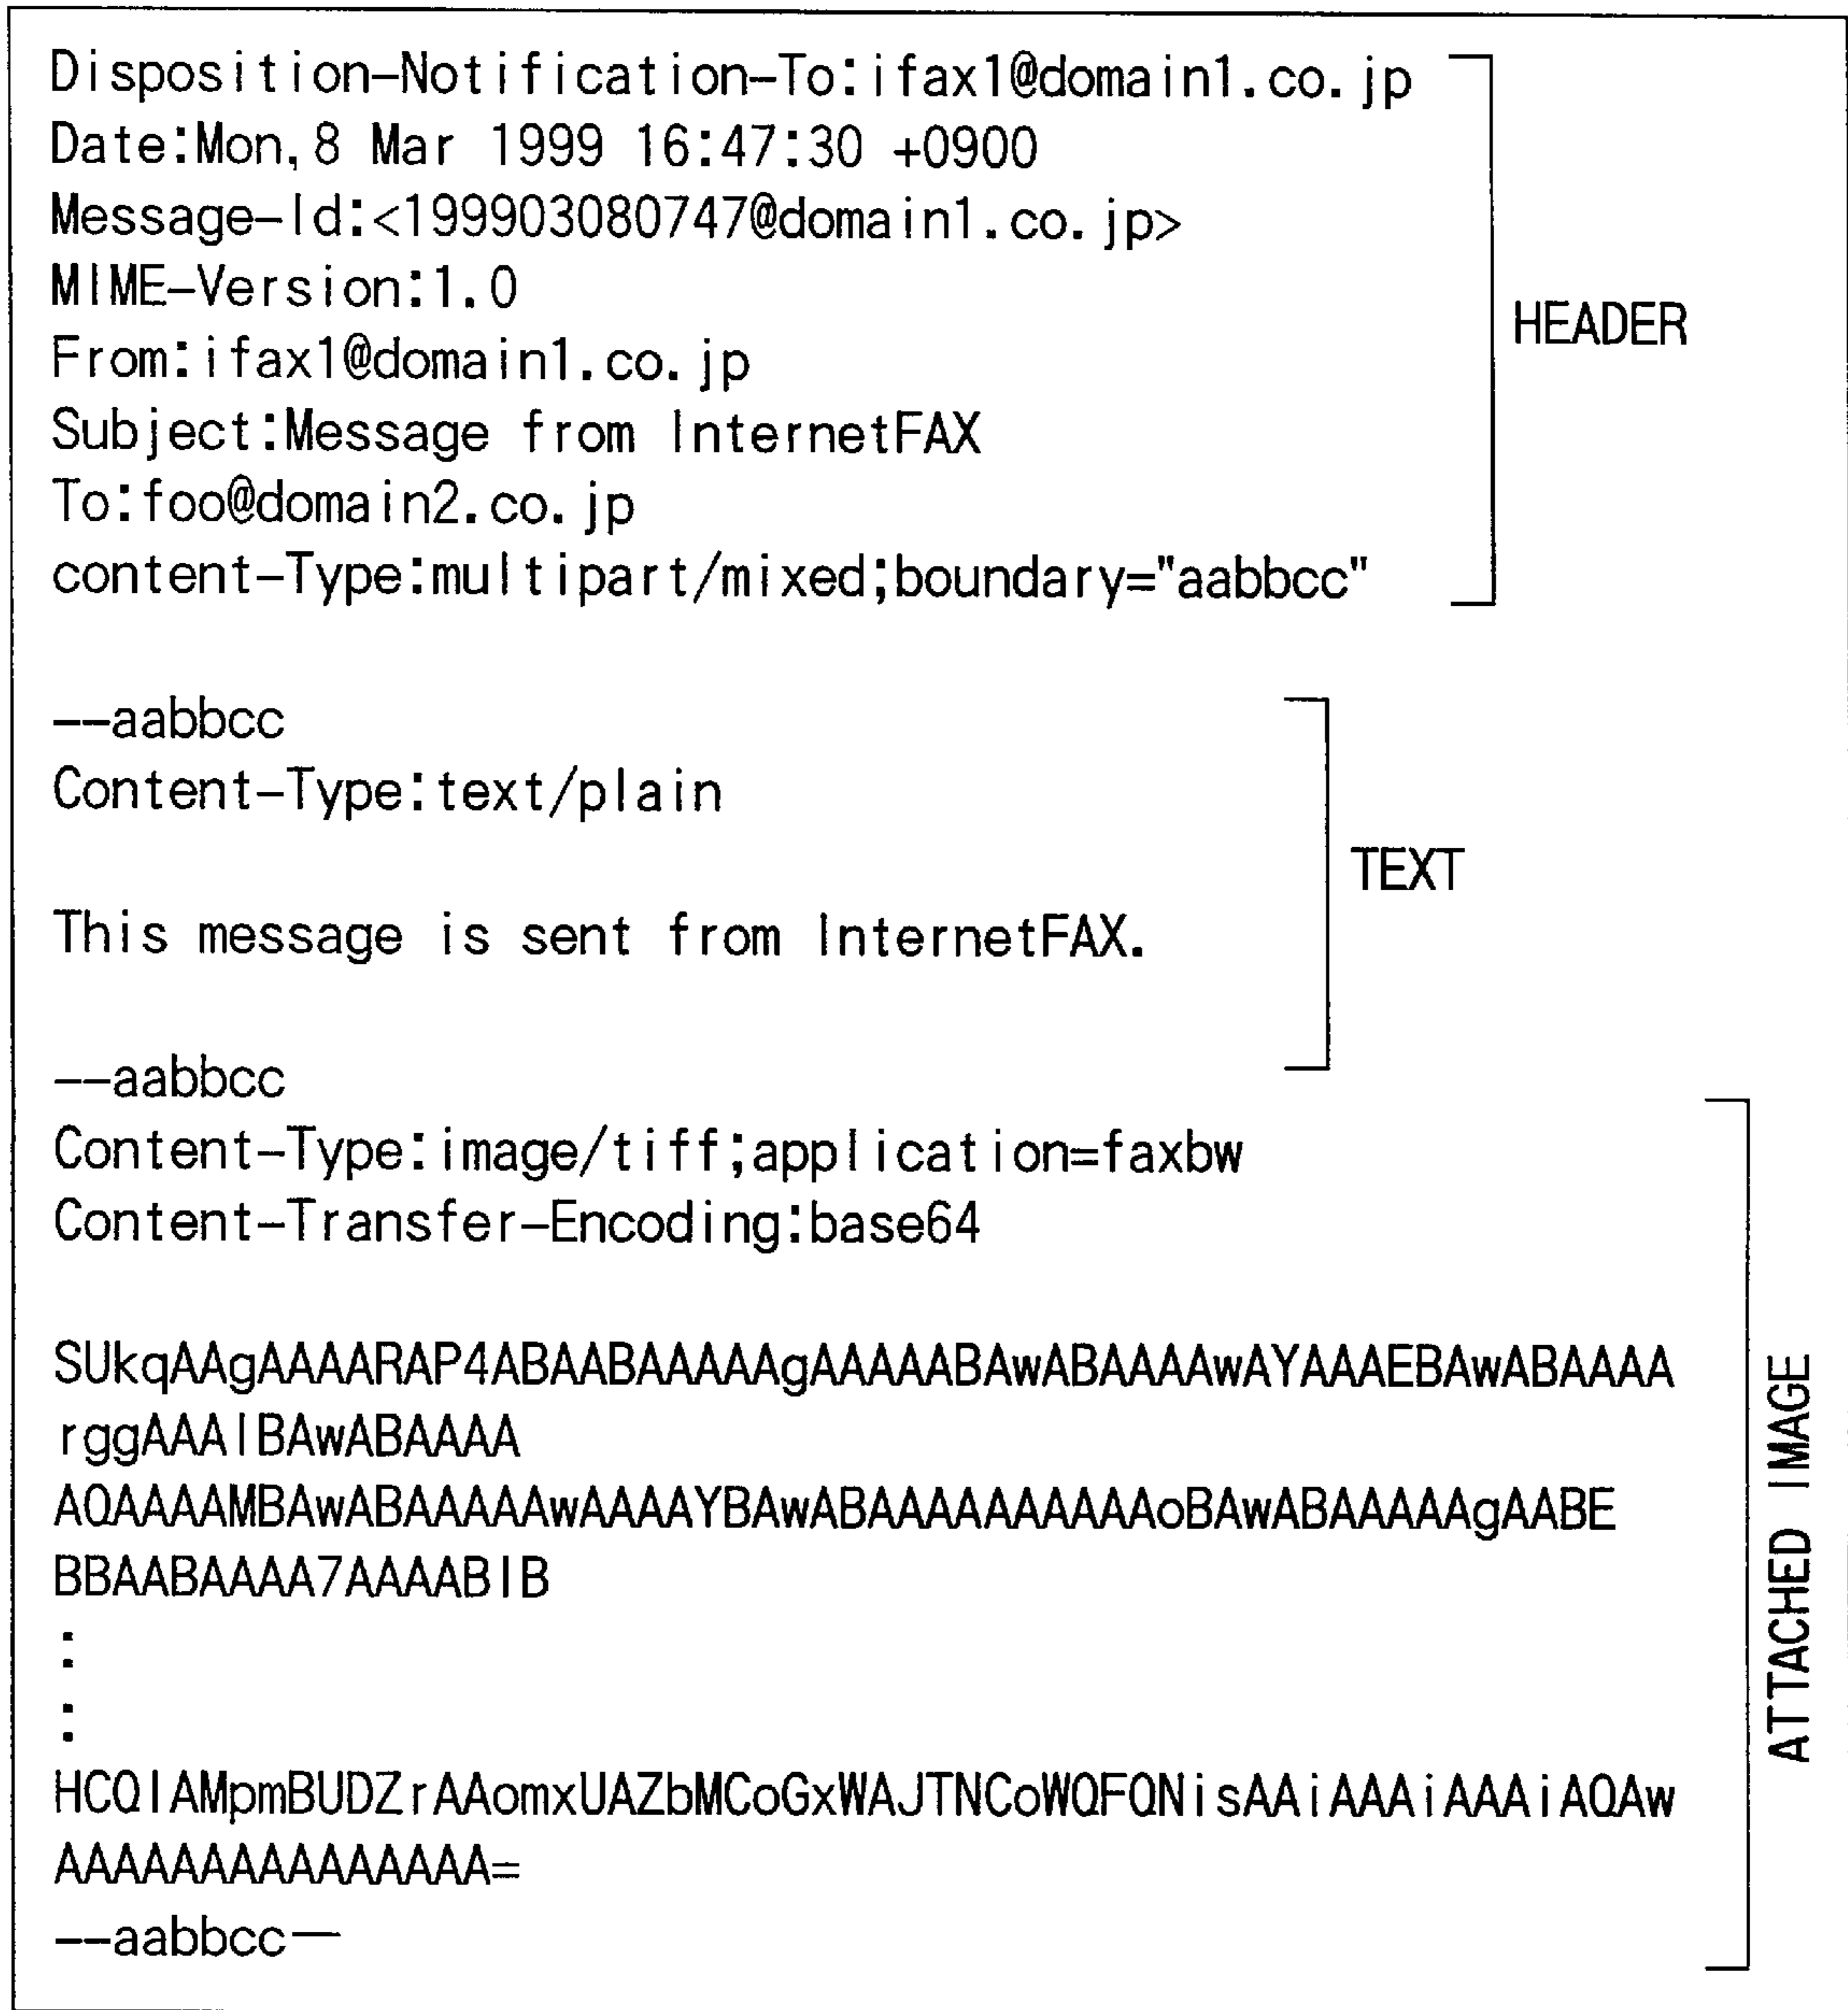 Disposition-Notification-To:ifax1@domain1.co.jp
Date:Mon,8 Mar 1999 16:47:30 +0900
Message-Id:<199903080747@domain1.co.jp>
MIME-Version:1.0
From:ifax1@domain1.co.jp
Subject:Message from InternetFAX
To:foo@domain2.co.jp
content-Type:multipart/mixed;boundary="aabbcc"
HEADER
--aabbcc
Content-Type:text/plain
This message is sent from InternetFAX.
TEXT
--aabbcc
Content-Type:image/tiff;application=faxbw
Content-Transfer-Encoding:base64
SUkqAAgAAAARAP4ABAABAAAAAgAAAAABAwABAAAAwAYAAAEBAwABAAAA
rggAAAIBAwABAAAA
AQAAAAMBAwABAAAAAwAAAAYBAwABAAAAAAAAAAoBAwABAAAAAgAABE
BBAABAAAA7AAAABIB
:
:
HCQIAMpmBUDZrAAomxUAZbMCoGxWAJTNCoWQFQNisAAiAAAiAAAiAQAw
AAAAAAAAAAAAAAA=
--aabbcc—
ATTACHED IMAGE